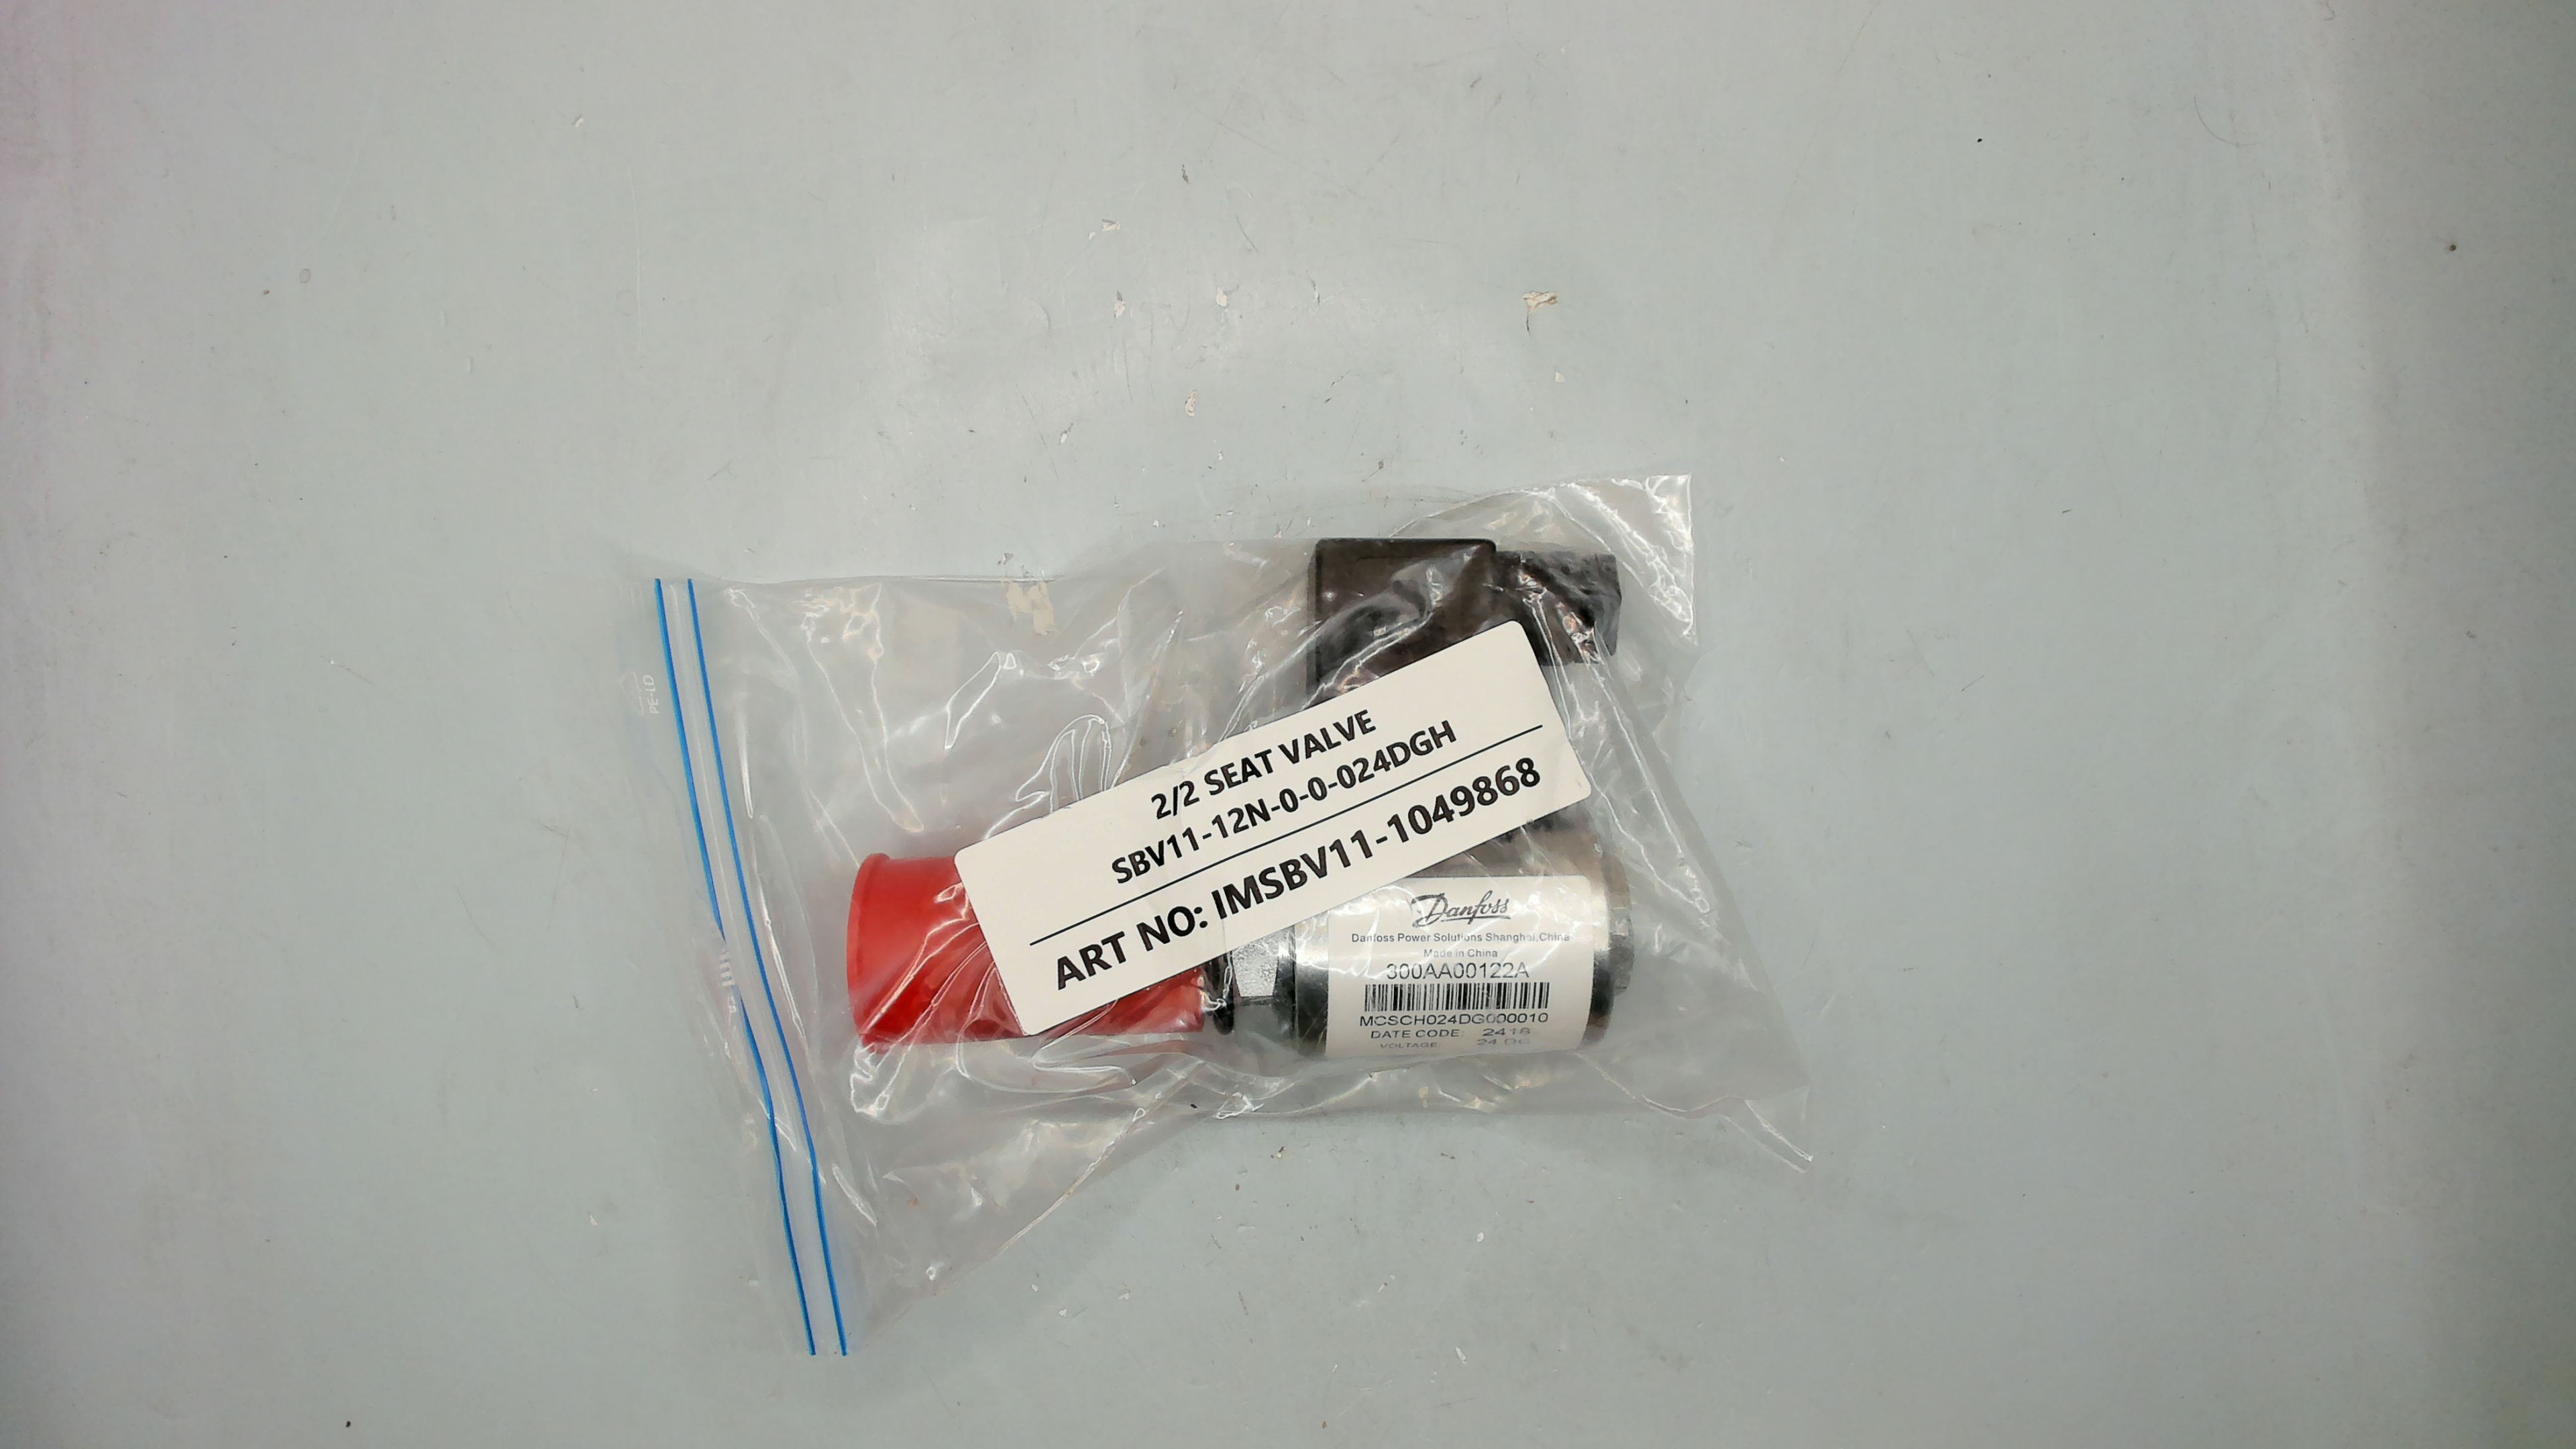 2/2 SEAT VALVE
SBV11-12N-0-0-024DGH
ART NO: IMSBV11-1049868
Danfoss
Danfoss Power Solutions Shanghai,China
Made in China
300AA00122A
MCSCH024DG000010
DATE CODE: 2418
VOLTAGE: 24 DC
PE-LD